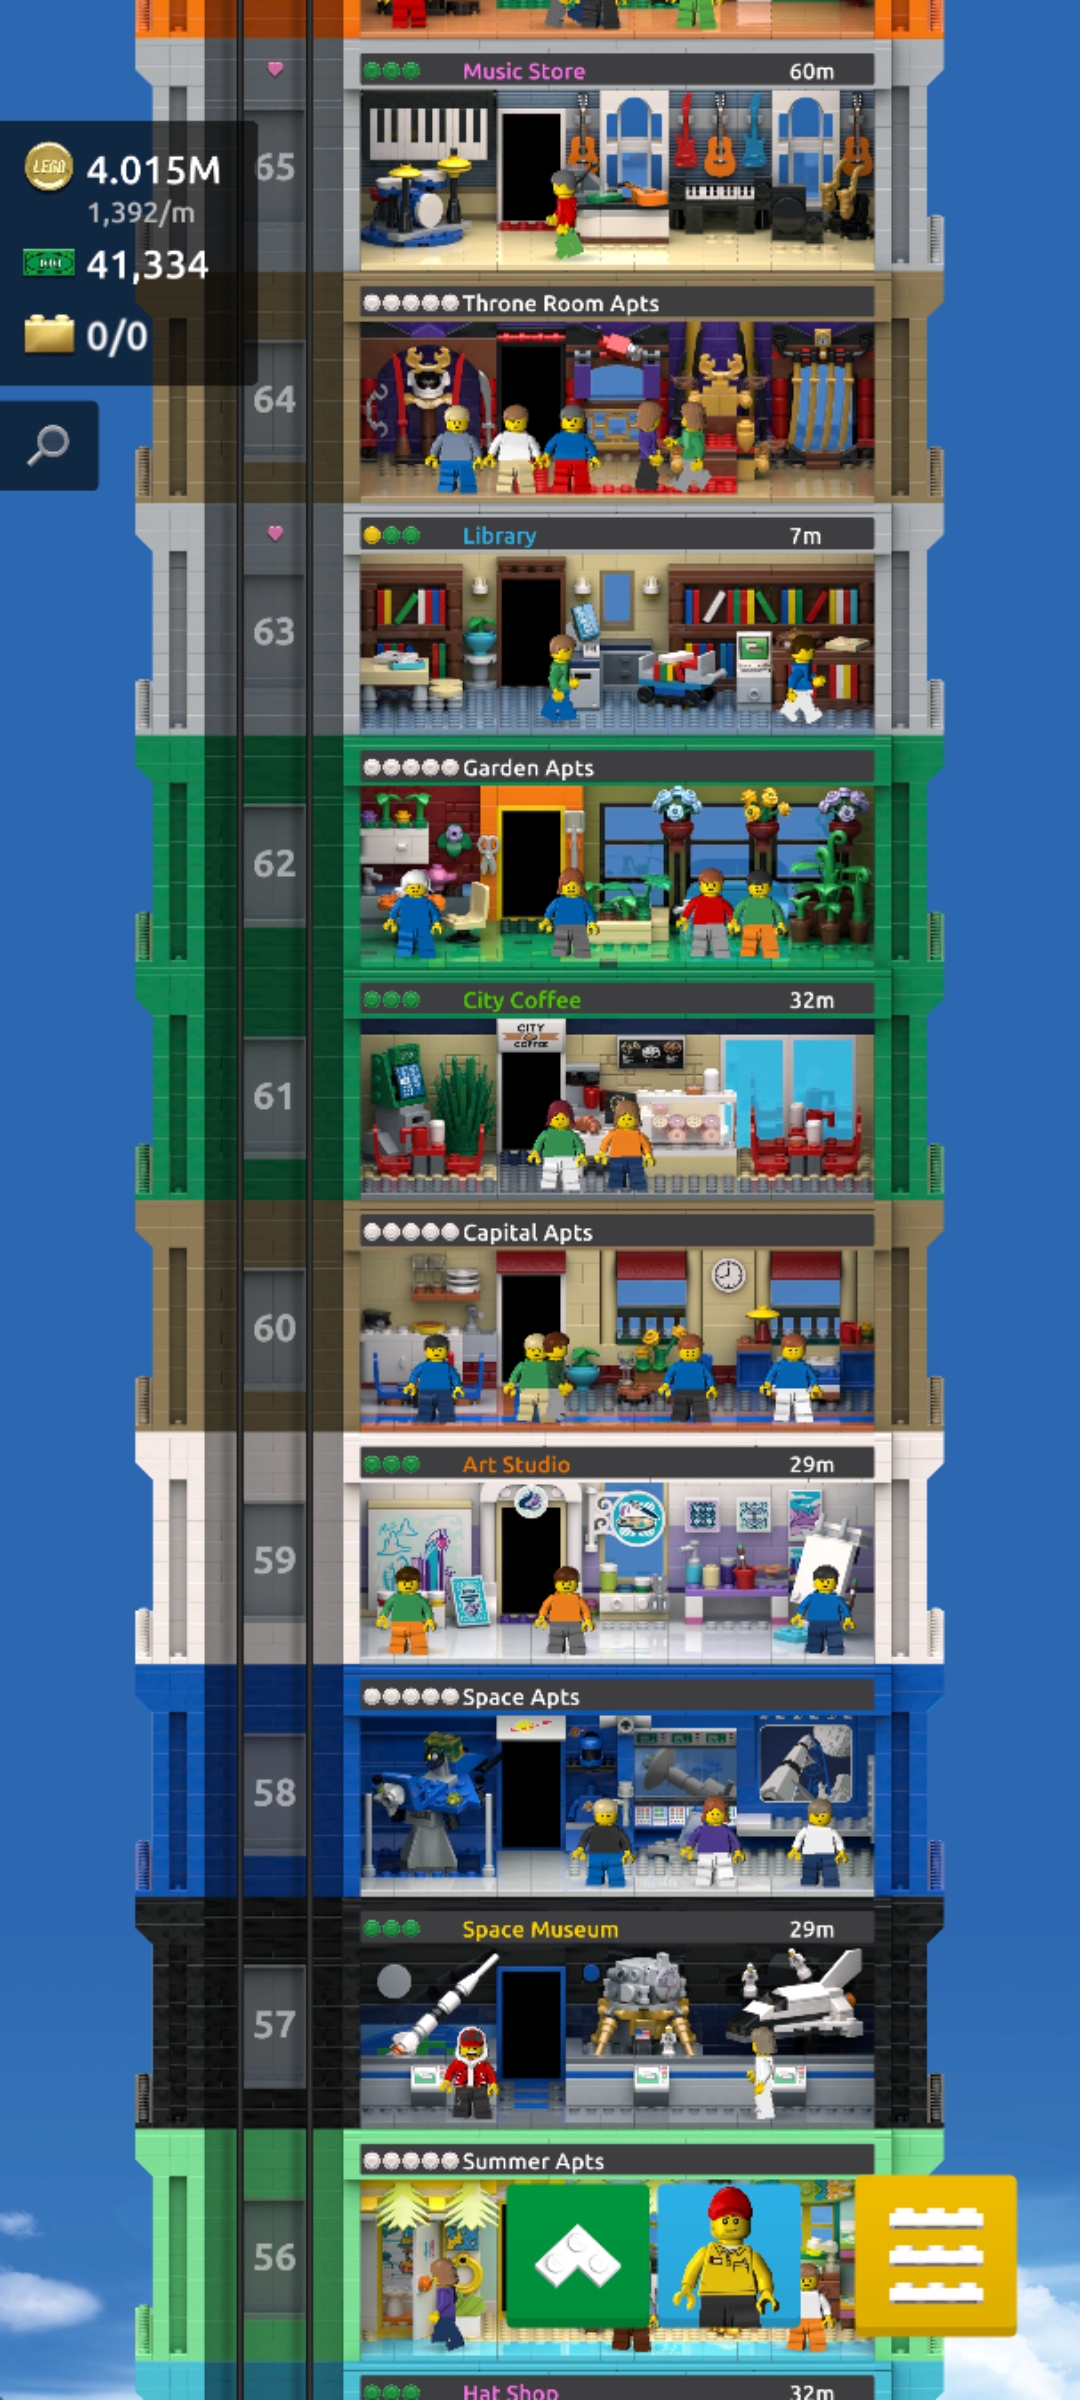 Music Store 60m
65
LEGO 4.015M
1,392/m
41,334
0/0
Throne Room Apts
64
Library 7m
63
Garden Apts
62
City Coffee 32m
CITY
COFFEE
61
Capital Apts
60
Art Studio 29m
59
Space Apts
58
Space Museum 29m
57
Summer Apts
56
Hat Shop 32m